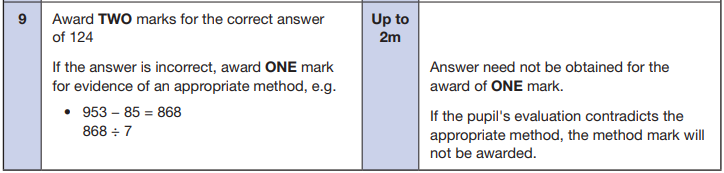 9
Award TWO marks for the correct answer
of 124
Up to
2m
If the answer is incorrect, award ONE mark
for evidence of an appropriate method, e.g.
• 953 – 85 = 868
868 ÷ 7
Answer need not be obtained for the
award of ONE mark.
If the pupil's evaluation contradicts the
appropriate method, the method mark will
not be awarded.